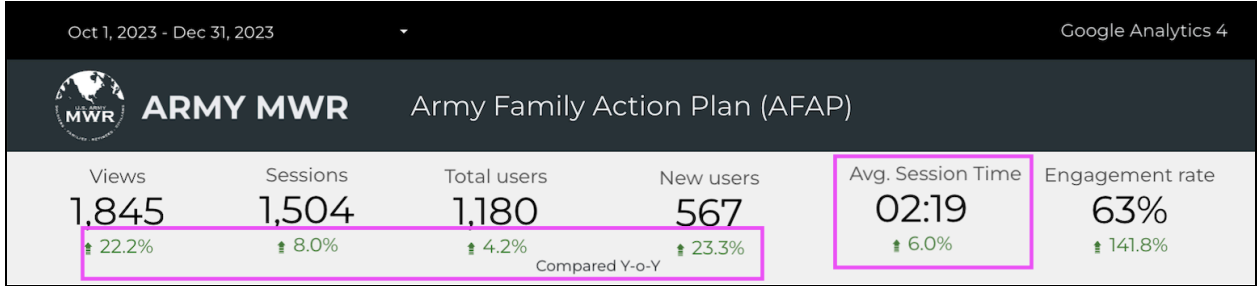 Oct 1, 2023 - Dec 31, 2023
Google Analytics 4
U.S. ARMY
MWR
ARMY MWR
Army Family Action Plan (AFAP)
Views
1,845
22.2%
Sessions
1,504
8.0%
Total users
1,180
4.2%
New users
567
23.3%
Compared Y-o-Y
Avg. Session Time
02:19
6.0%
Engagement rate
63%
141.8%